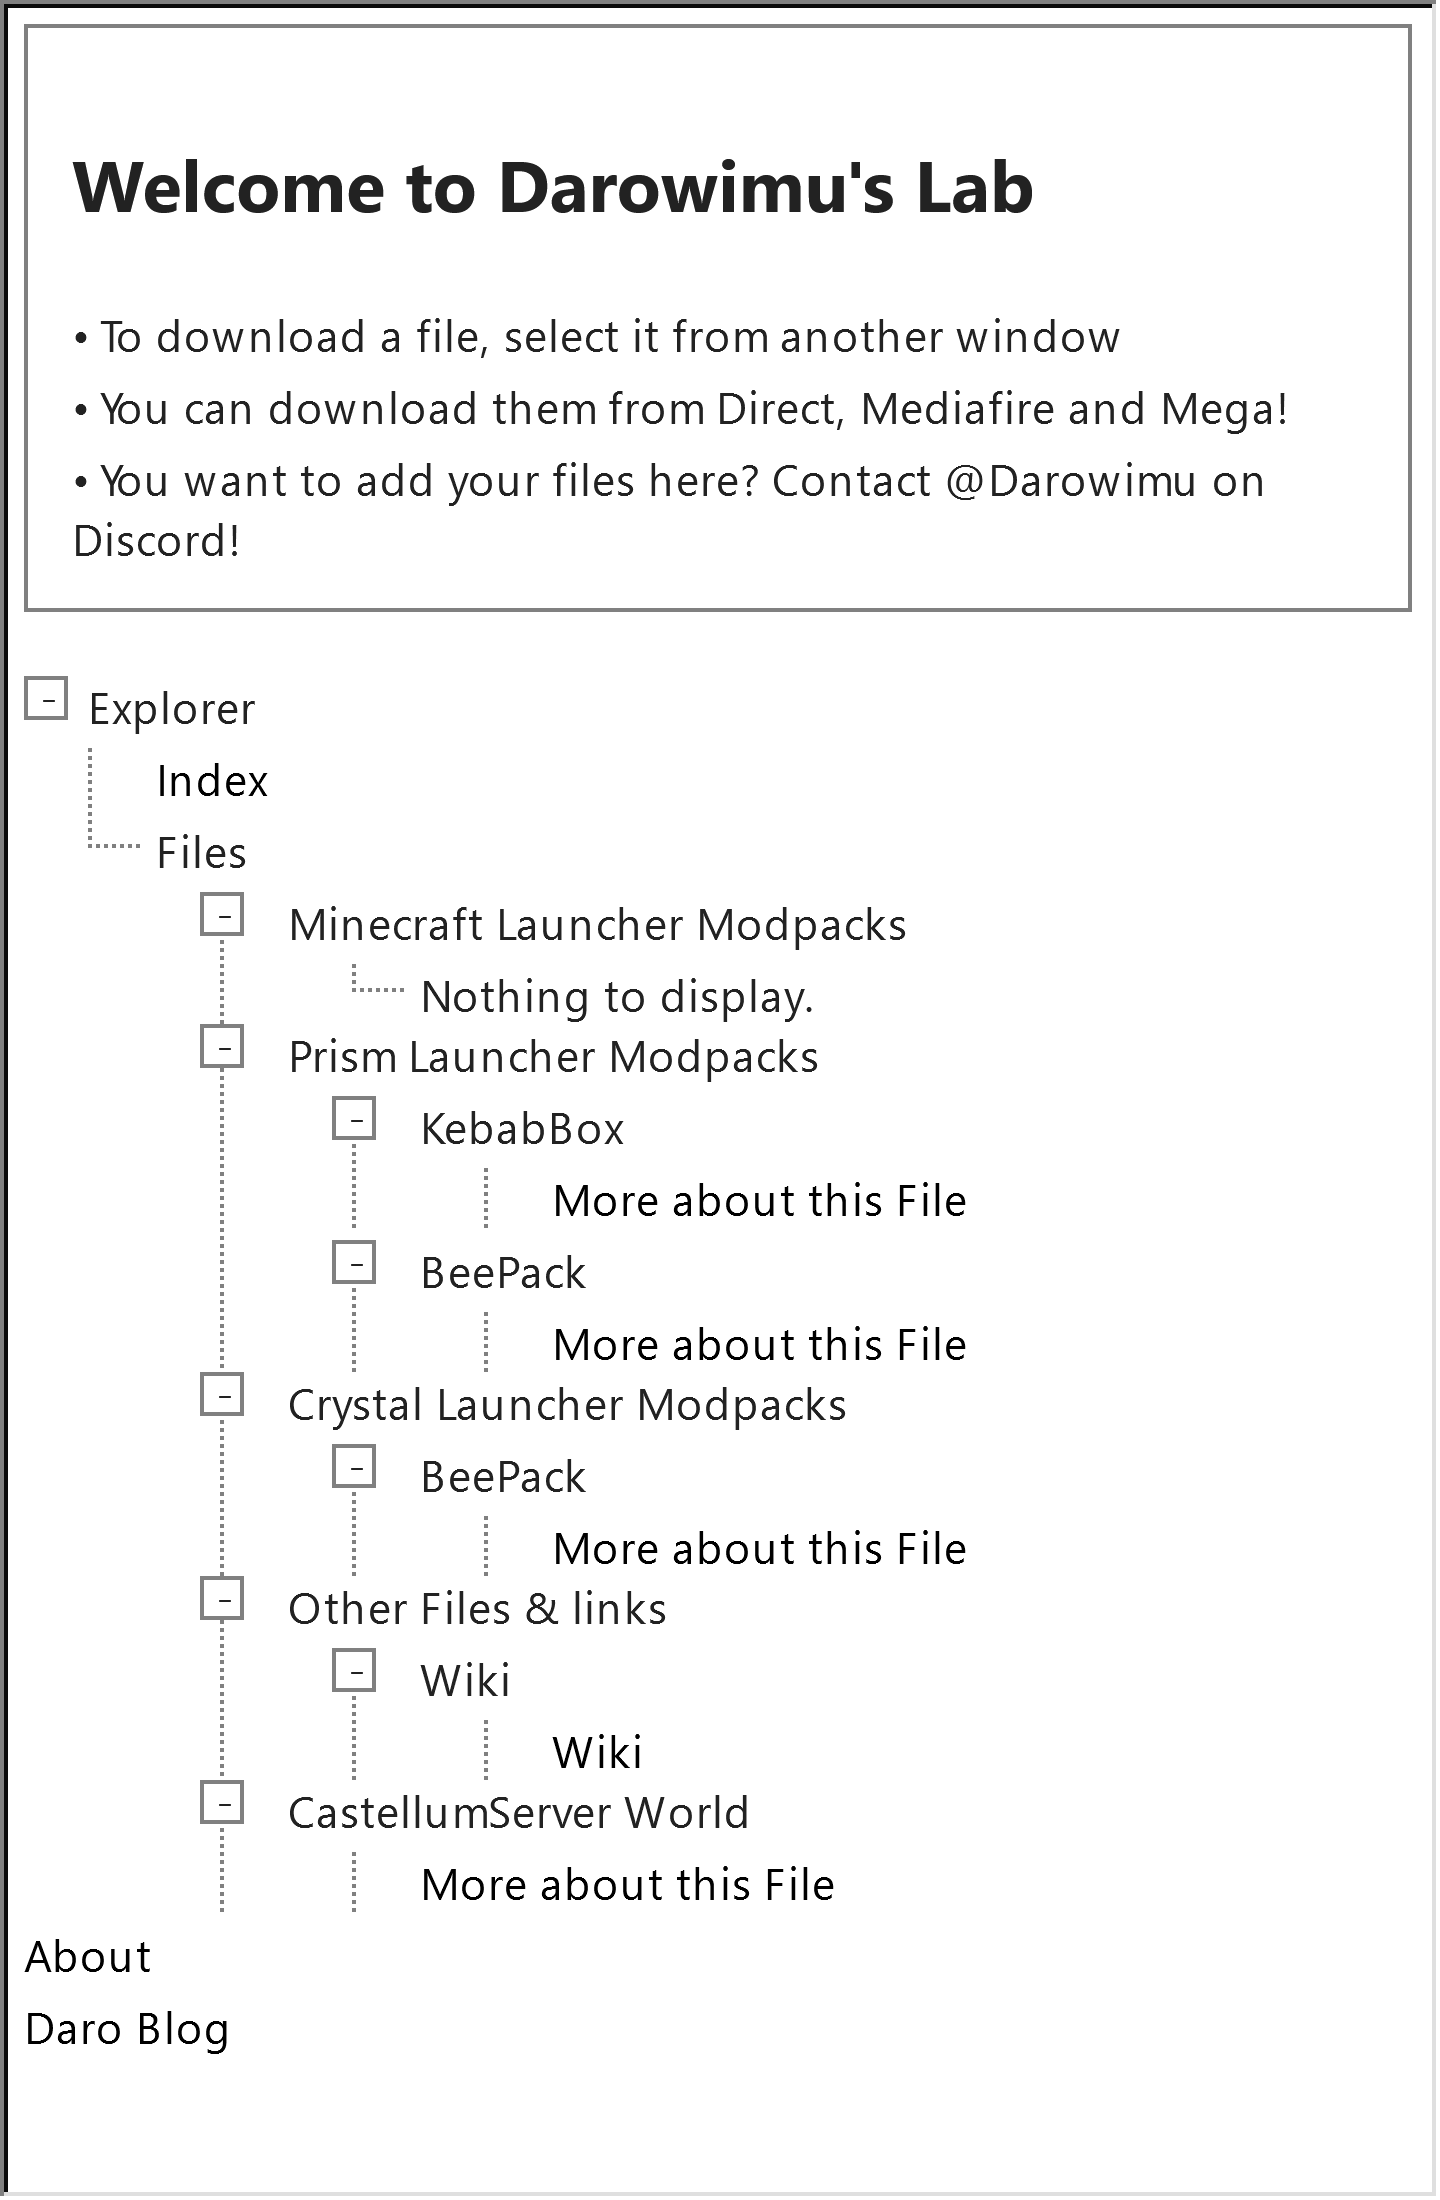 Welcome to Darowimu's Lab
• To download a file, select it from another window
• You can download them from Direct, Mediafire and Mega!
• You want to add your files here? Contact @Darowimu on
Discord!
- Explorer
Index
Files
- Minecraft Launcher Modpacks
Nothing to display.
- Prism Launcher Modpacks
- KebabBox
More about this File
- BeePack
More about this File
- Crystal Launcher Modpacks
- BeePack
More about this File
- Other Files & links
- Wiki
Wiki
- CastellumServer World
More about this File
About
Daro Blog